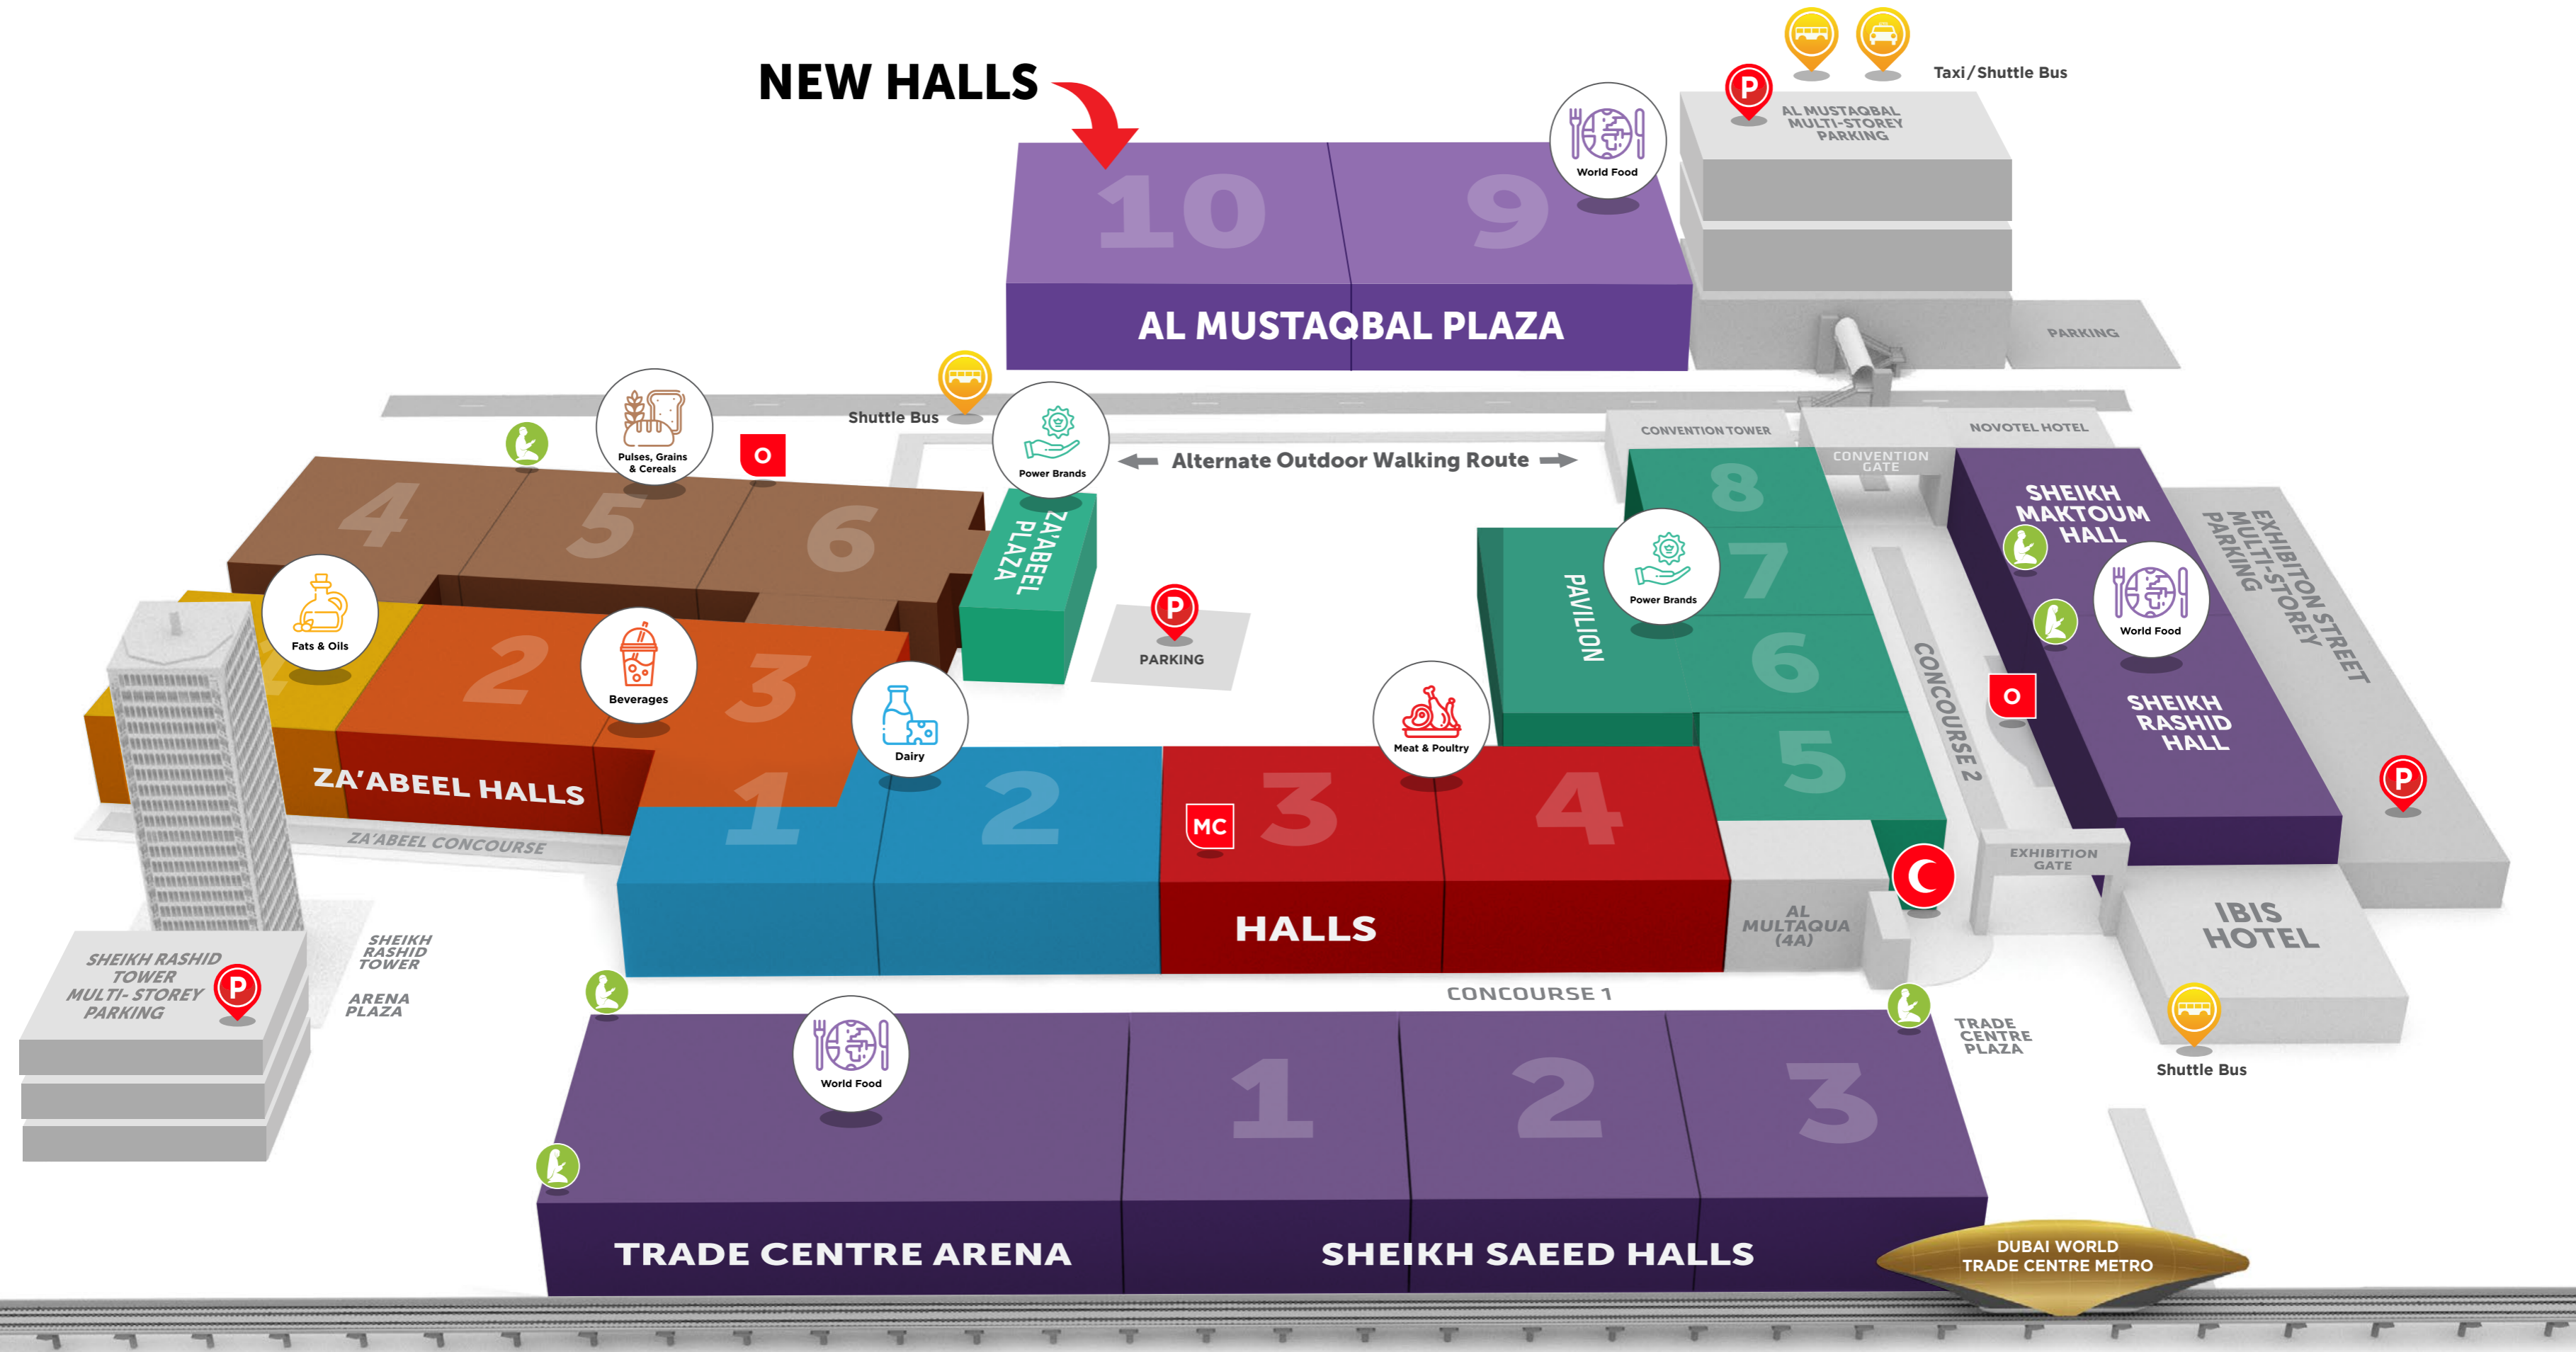 NEW HALLS
Taxi/Shuttle Bus
P
AL MUSTAQBAL
MULTI-STOREY
PARKING
World Food
10
9
AL MUSTAQBAL PLAZA
PARKING
Shuttle Bus
Pulses, Grains
& Cereals
O
Power Brands
Alternate Outdoor Walking Route
CONVENTION TOWER
CONVENTION
GATE
NOVOTEL HOTEL
4
5
6
ZA'ABEEL
PLAZA
P
PARKING
8
7
6
5
PAVILION
Power Brands
CONCOURSE 2
SHEIKH
MAKTOUM
HALL
World Food
SHEIKH
RASHID
HALL
O
EXHIBITON STREET
MULTI-STOREY
PARKING
P
Fats & Oils
1
2
3
Beverages
ZA'ABEEL HALLS
ZA'ABEEL CONCOURSE
Dairy
1
2
Meat & Poultry
MC
3
4
HALLS
AL
MULTAQUA
(4A)
EXHIBITION
GATE
IBIS
HOTEL
SHEIKH RASHID
TOWER
MULTI- STOREY
PARKING
P
SHEIKH
RASHID
TOWER
ARENA
PLAZA
CONCOURSE 1
TRADE
CENTRE
PLAZA
Shuttle Bus
World Food
1
2
3
TRADE CENTRE ARENA
SHEIKH SAEED HALLS
DUBAI WORLD
TRADE CENTRE METRO